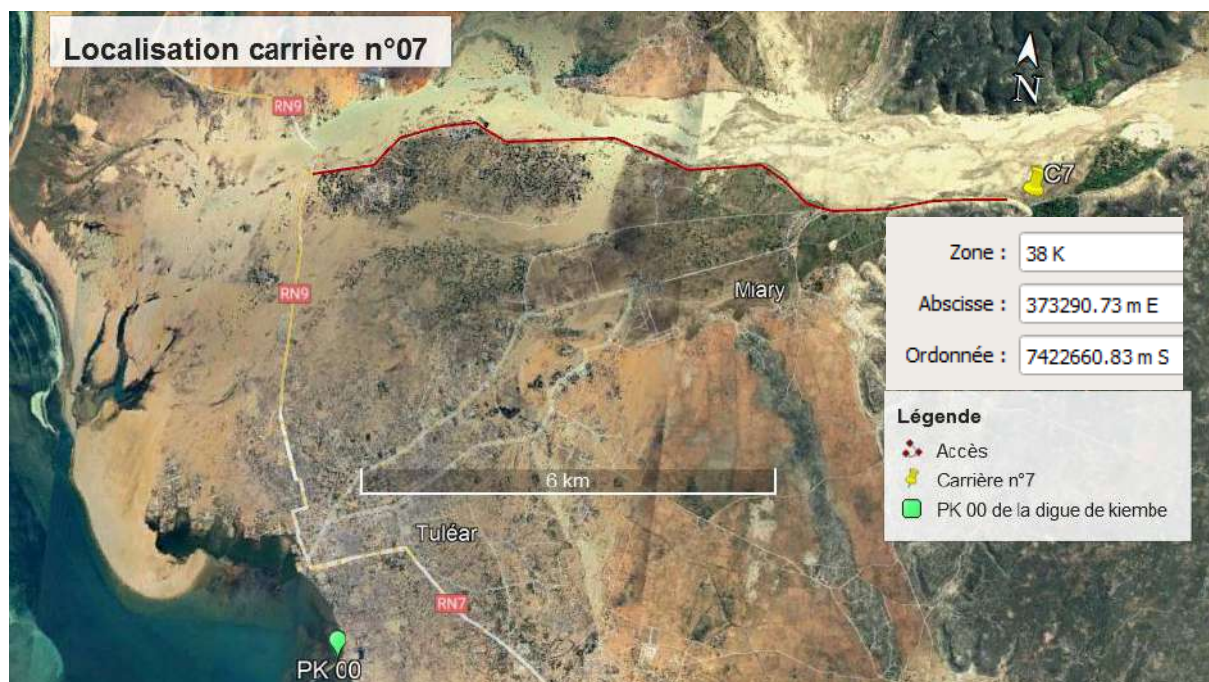 Localisation carrière n°07
N
RN9
C7
Zone : 38 K
Abscisse : 373290.73 m E
Ordonnée : 7422660.83 m S
RN9
Miary
Légende
Accès
Carrière n°7
PK 00 de la digue de kiembe
6 km
Tuléar
RN7
PK 00